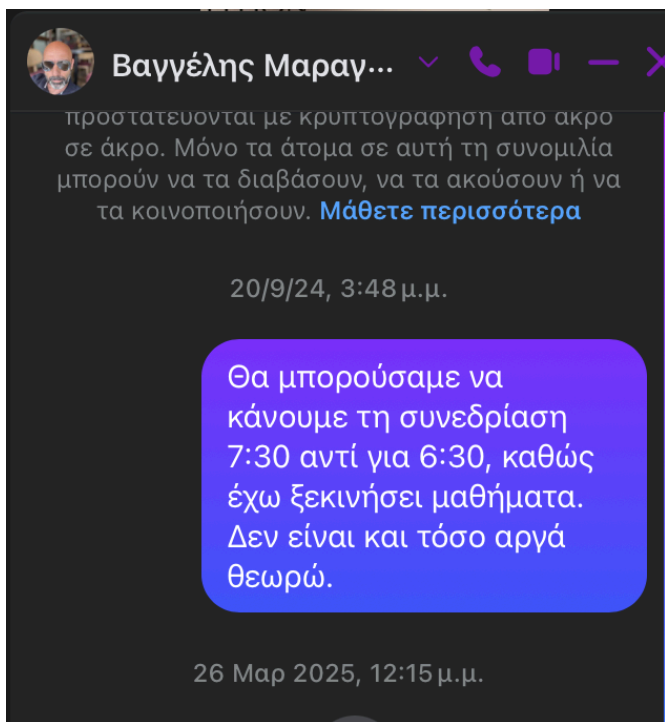 Βαγγέλης Μαραγ...
προστατεύονται με κρυπτογράφηση από άκρο
σε άκρο. Μόνο τα άτομα σε αυτή τη συνομιλία
μπορούν να τα διαβάσουν, να τα ακούσουν ή να
τα κοινοποιήσουν. Μάθετε περισσότερα
20/9/24, 3:48 μ.μ.
Θα μπορούσαμε να
κάνουμε τη συνεδρίαση
7:30 αντί για 6:30, καθώς
έχω ξεκινήσει μαθήματα.
Δεν είναι και τόσο αργά
θεωρώ.
26 Μαρ 2025, 12:15 μ.μ.